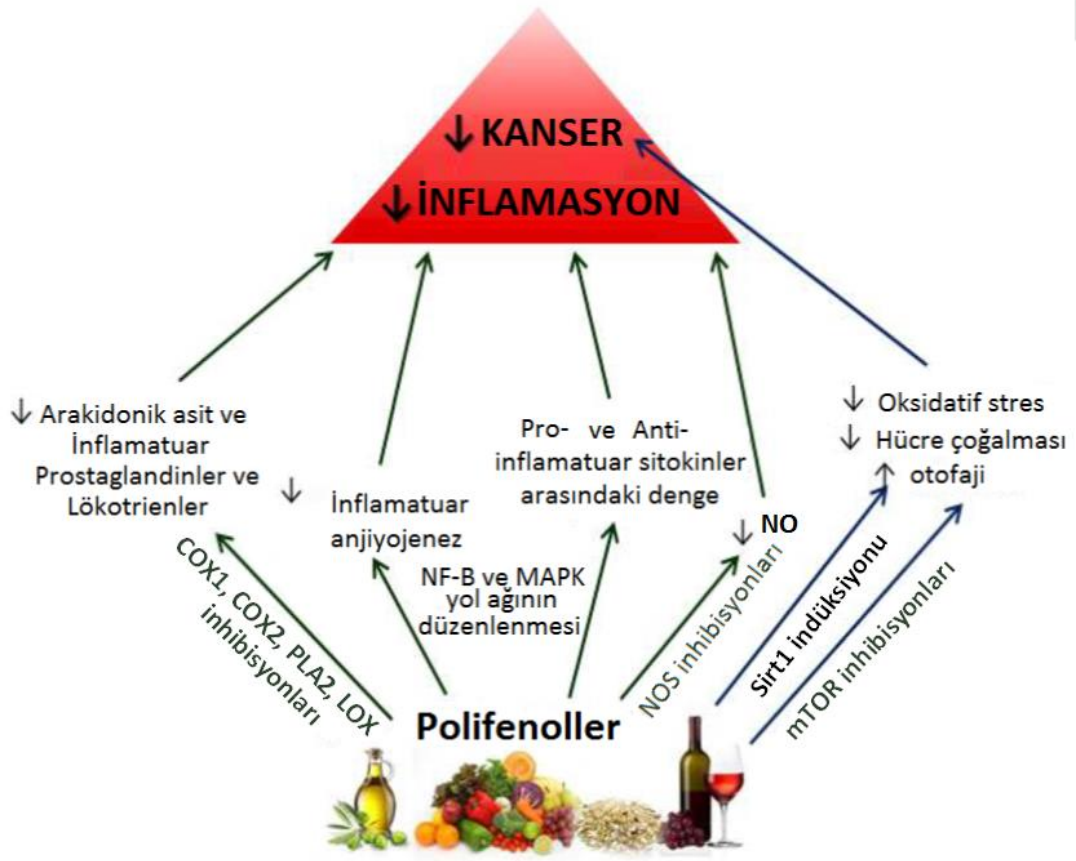 ↓ KANSER
↓ İNFLAMASYON
↓ Arakidonik asit ve
İnflamatuar
Prostaglandinler ve
Lökotrienler
↓ İnflamatuar
anjiyojenez
Pro- ve Anti-
inflamatuar sitokinler
arasındaki denge
↓ NO
↓ Oksidatif stres
↓ Hücre çoğalması
↑ otofaji
COX1, COX2, PLA2, LOX
inhibisyonları
NF-B ve MAPK
yol ağının
düzenlenmesi
NOS inhibisyonları
Sirt1 indüksiyonu
mTOR inhibisyonları
Polifenoller